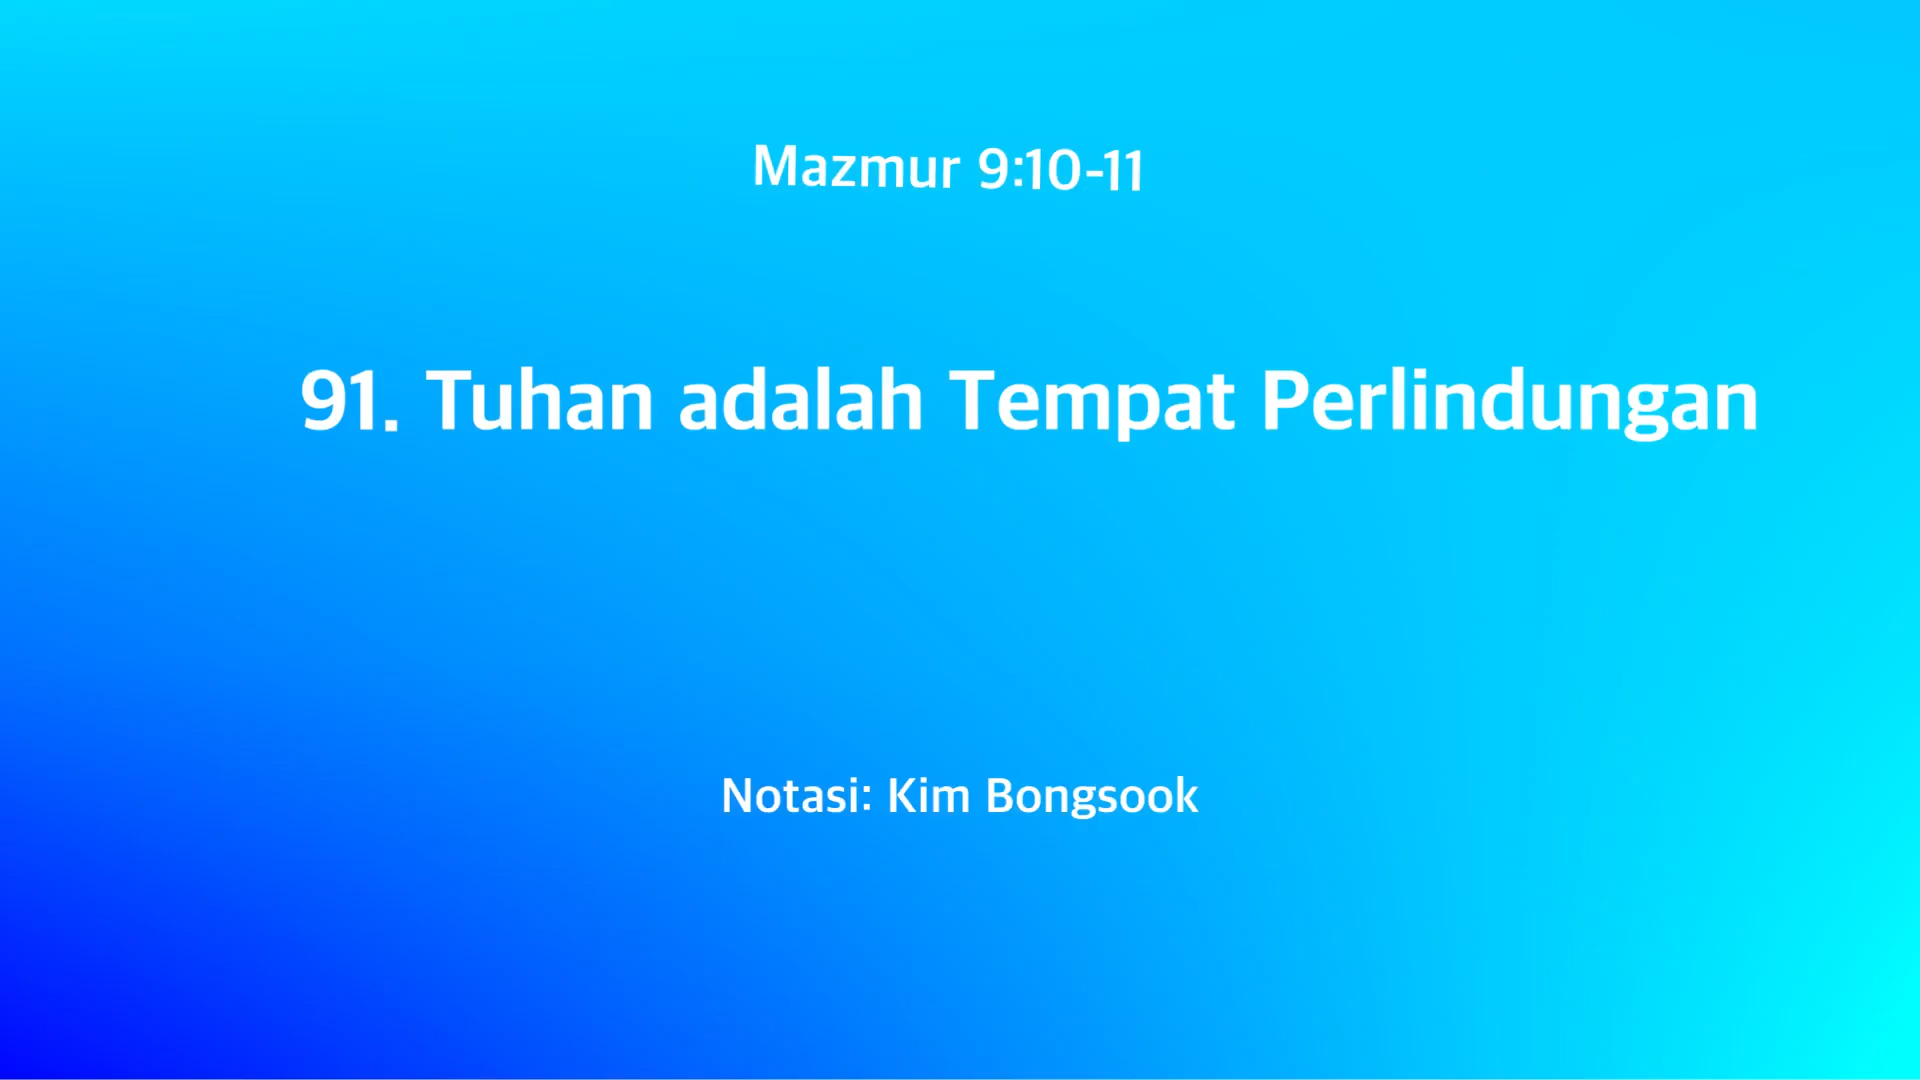 Mazmur 9:10-11
91. Tuhan adalah Tempat Perlindungan
Notasi: Kim Bongsook